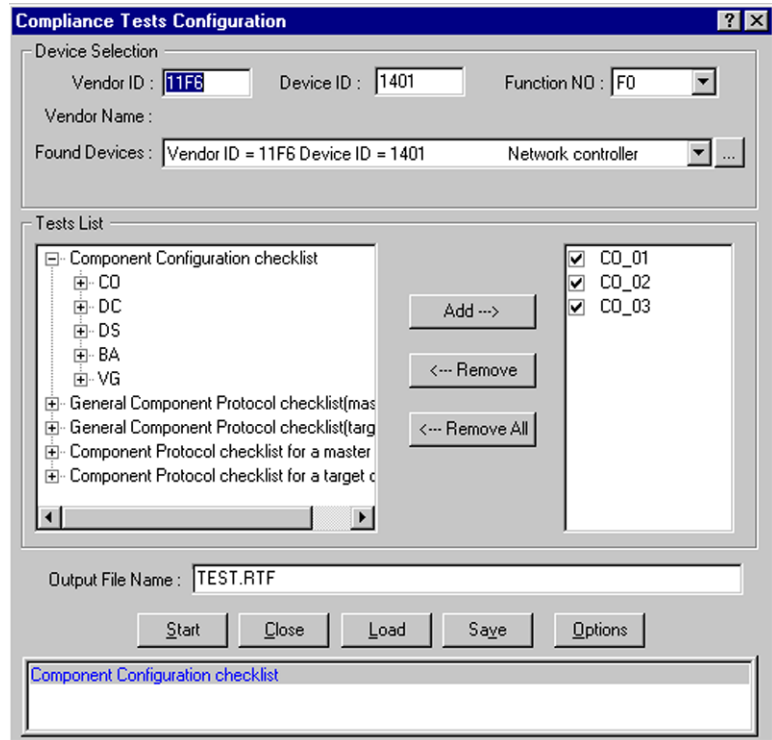 Compliance Tests Configuration
Device Selection
Vendor ID : 11F6 Device ID : 1401 Function NO : F0
Vendor Name :
Found Devices : Vendor ID = 11F6 Device ID = 1401 Network controller ...
Tests List
Component Configuration checklist
CO
DC
DS
BA
VG
General Component Protocol checklist(mas
General Component Protocol checklist(targ
Component Protocol checklist for a master
Component Protocol checklist for a target d
Add --->
<--- Remove
<--- Remove All
CO_01
CO_02
CO_03
Output File Name : TEST.RTF
Start Close Load Save Options
Component Configuration checklist